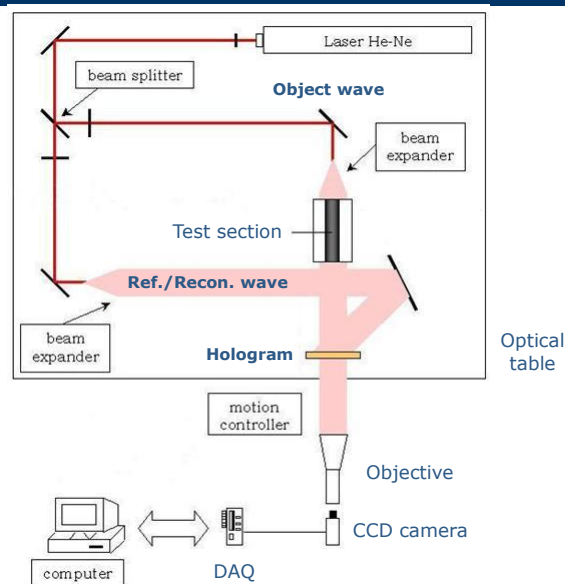 Laser He-Ne
beam splitter
Object wave
beam
expander
Test section
Ref./Recon. wave
beam
expander
Hologram
Optical
table
motion
controller
Objective
CCD camera
DAQ
computer